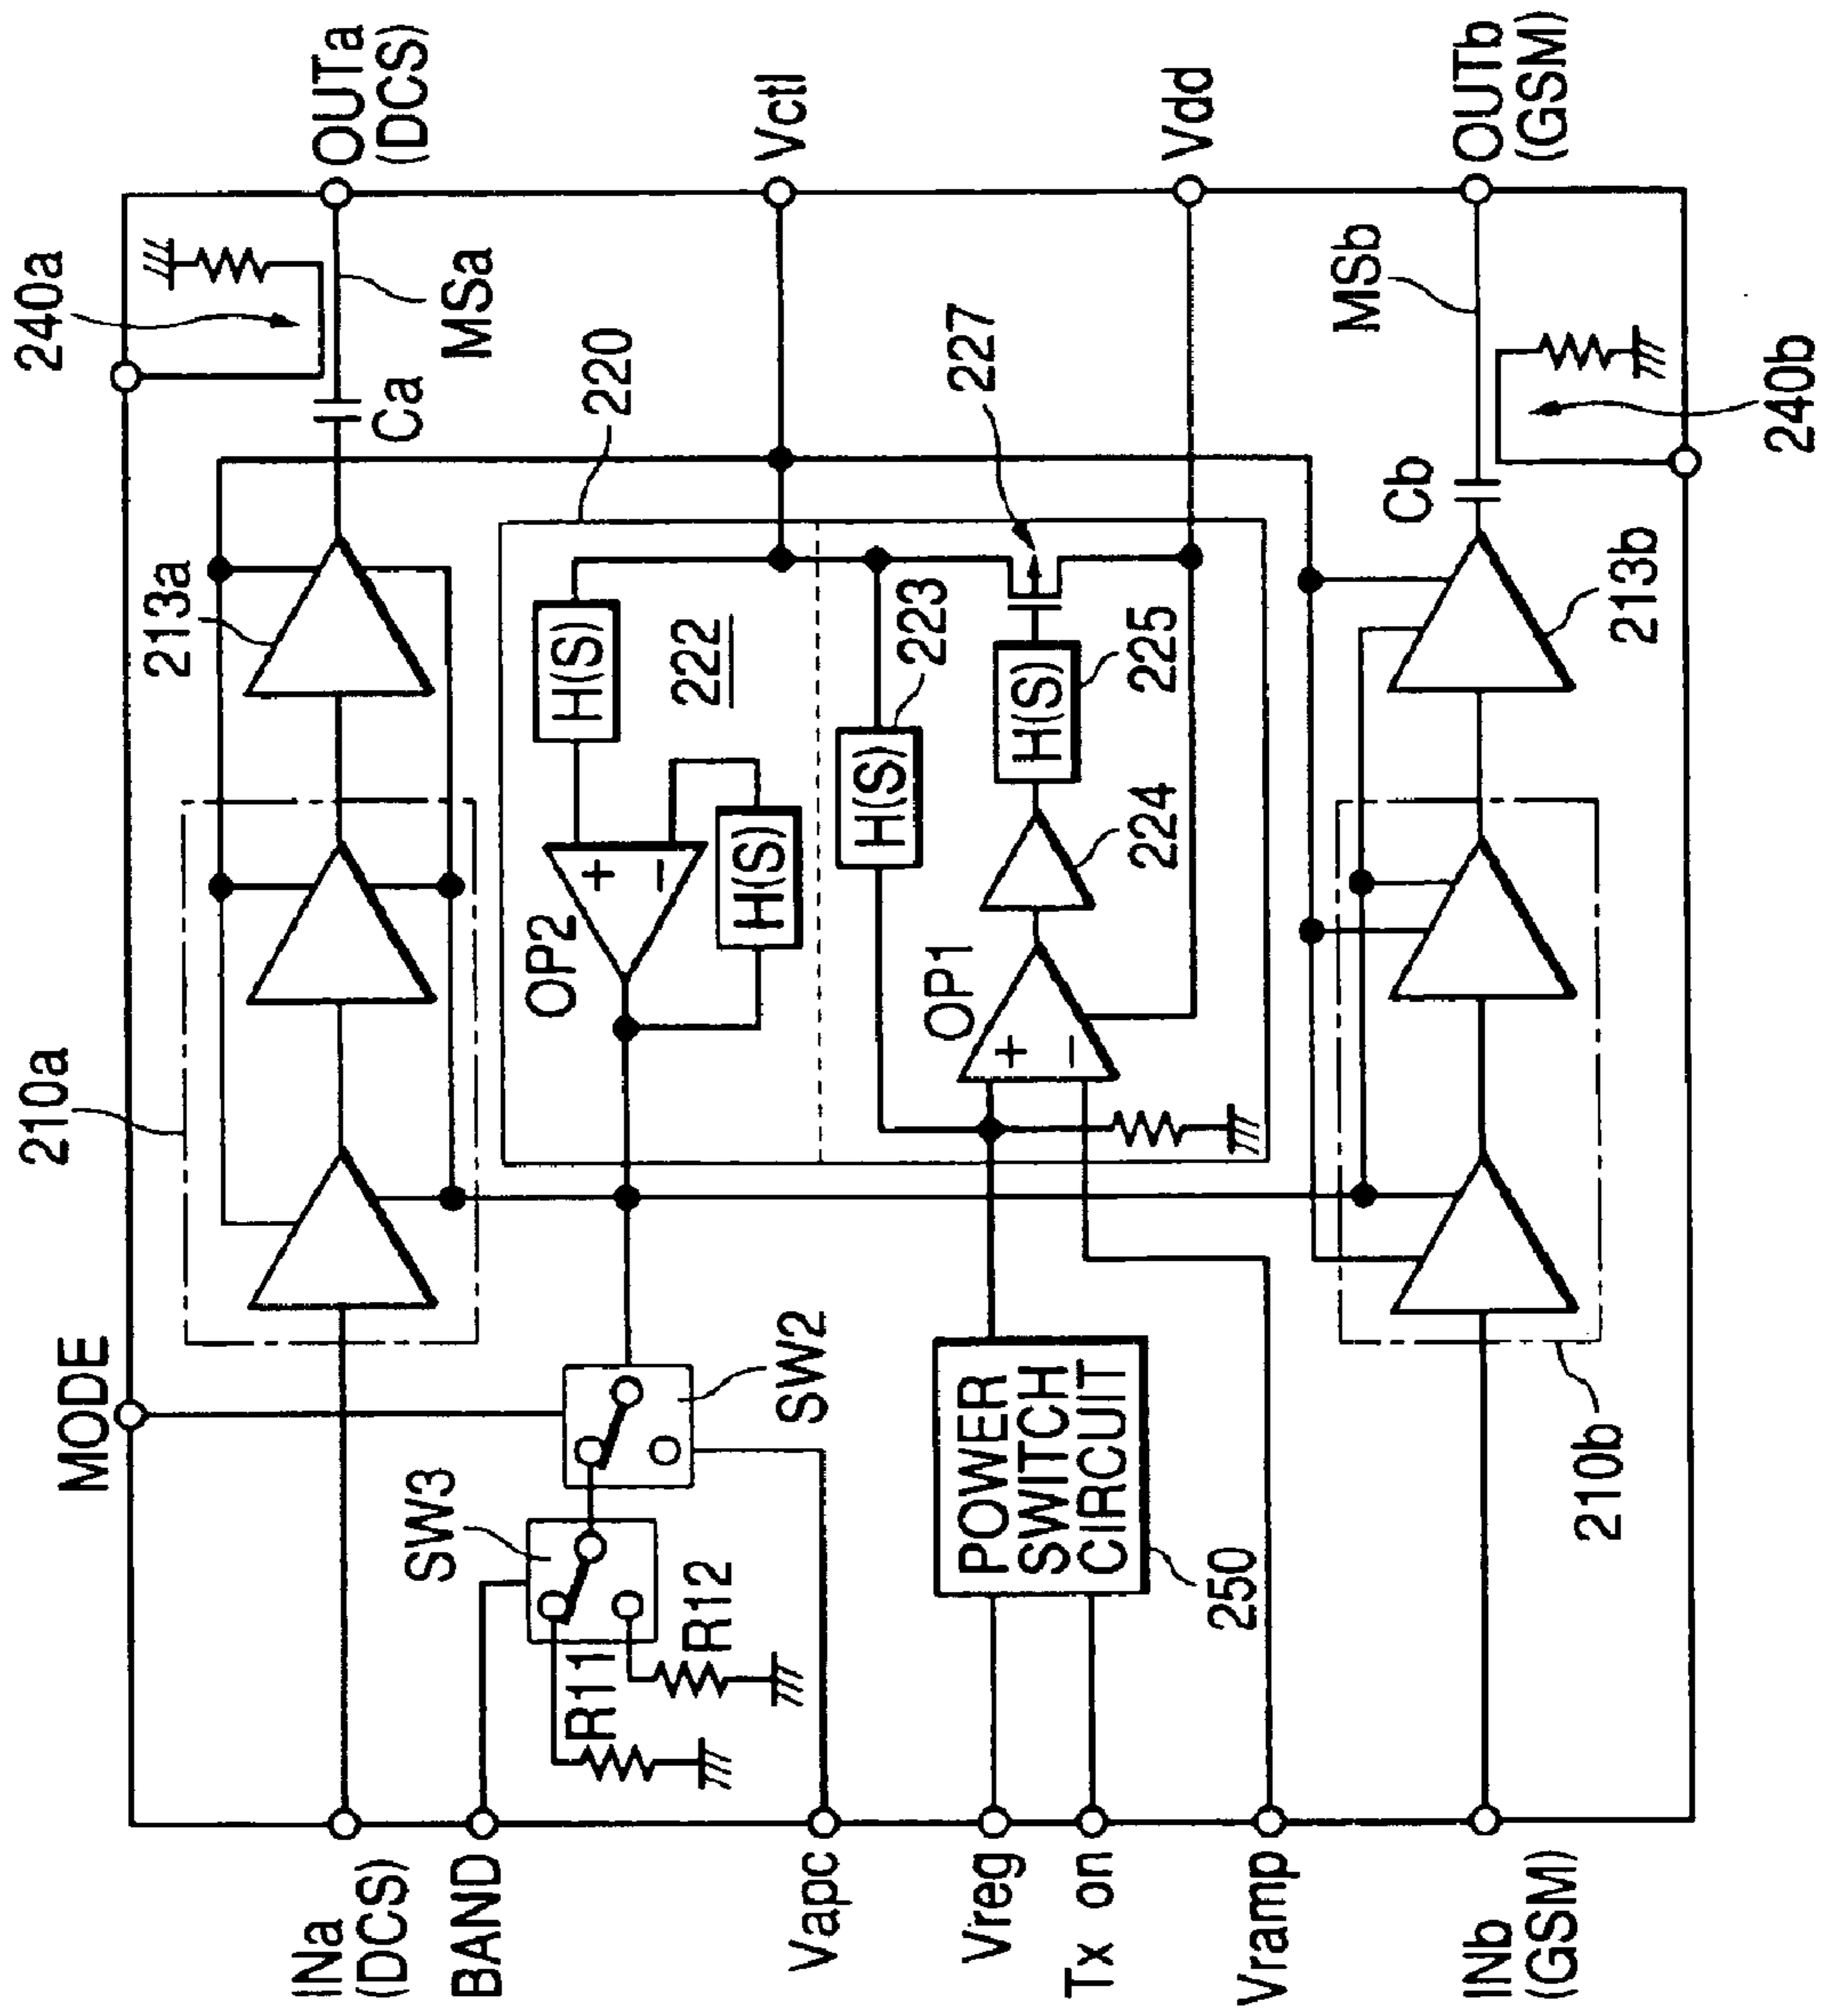 240a
OUTa
(DCS)
MSa
Ca
213a
210a
MODE
INa
(DCS)
BAND
SW3
SW2
R11
R12
Vapc
Vctl
220
H(S)
222
OP2
+
−
H(S)
H(S)
223
227
OP1
+
−
224
H(S)
225
Vdd
POWER
SWITCH
CIRCUIT
250
Vreg
Tx on
Vramp
INb
(GSM)
210b
213b
Cb
MSb
OUTb
(GSM)
240b